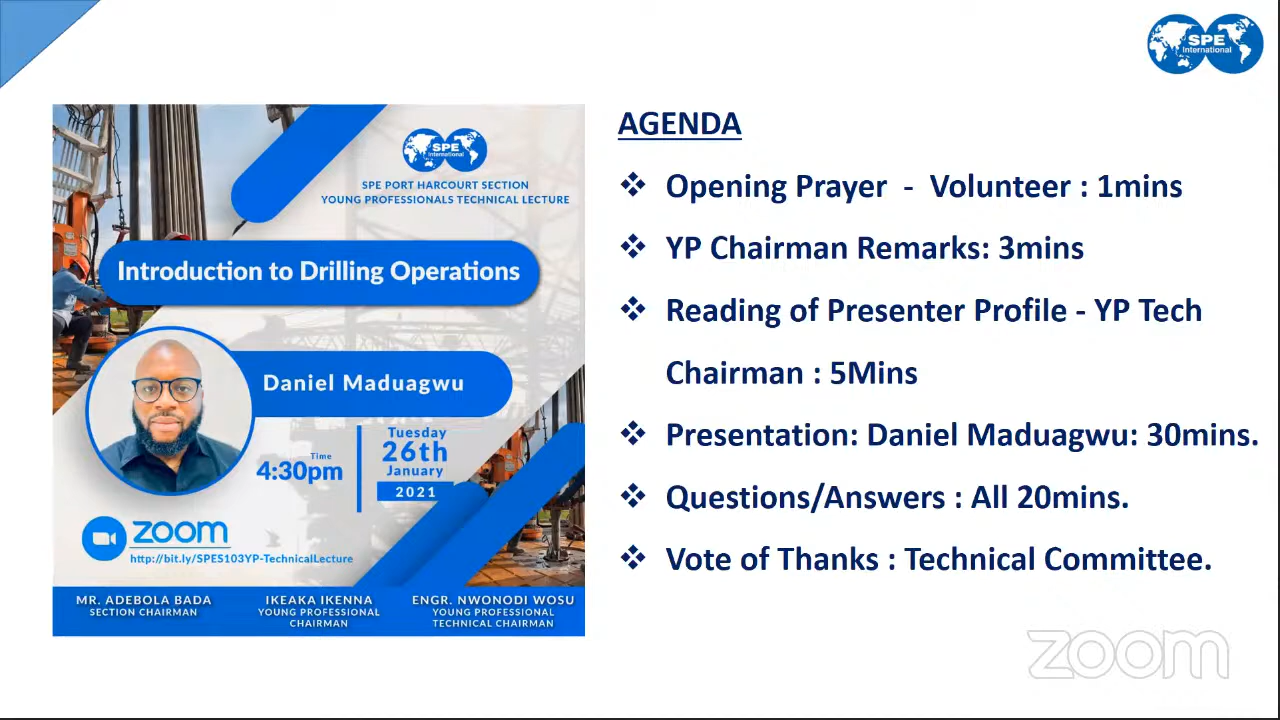 SPE
International
SPE
International
SPE PORT HARCOURT SECTION
YOUNG PROFESSIONALS TECHNICAL LECTURE
Introduction to Drilling Operations
Daniel Maduagwu
Time
4:30pm
Tuesday
26th
January
2021
zoom
http://bit.ly/SPES103YP-TechnicalLecture
MR. ADEBOLA BADA
SECTION CHAIRMAN
IKEAKA IKENNA
YOUNG PROFESSIONAL
CHAIRMAN
ENGR. NWONODI WOSU
YOUNG PROFESSIONAL
TECHNICAL CHAIRMAN
AGENDA
❖ Opening Prayer - Volunteer : 1mins
❖ YP Chairman Remarks: 3mins
❖ Reading of Presenter Profile - YP Tech
Chairman : 5Mins
❖ Presentation: Daniel Maduagwu: 30mins.
❖ Questions/Answers : All 20mins.
❖ Vote of Thanks : Technical Committee.
zoom